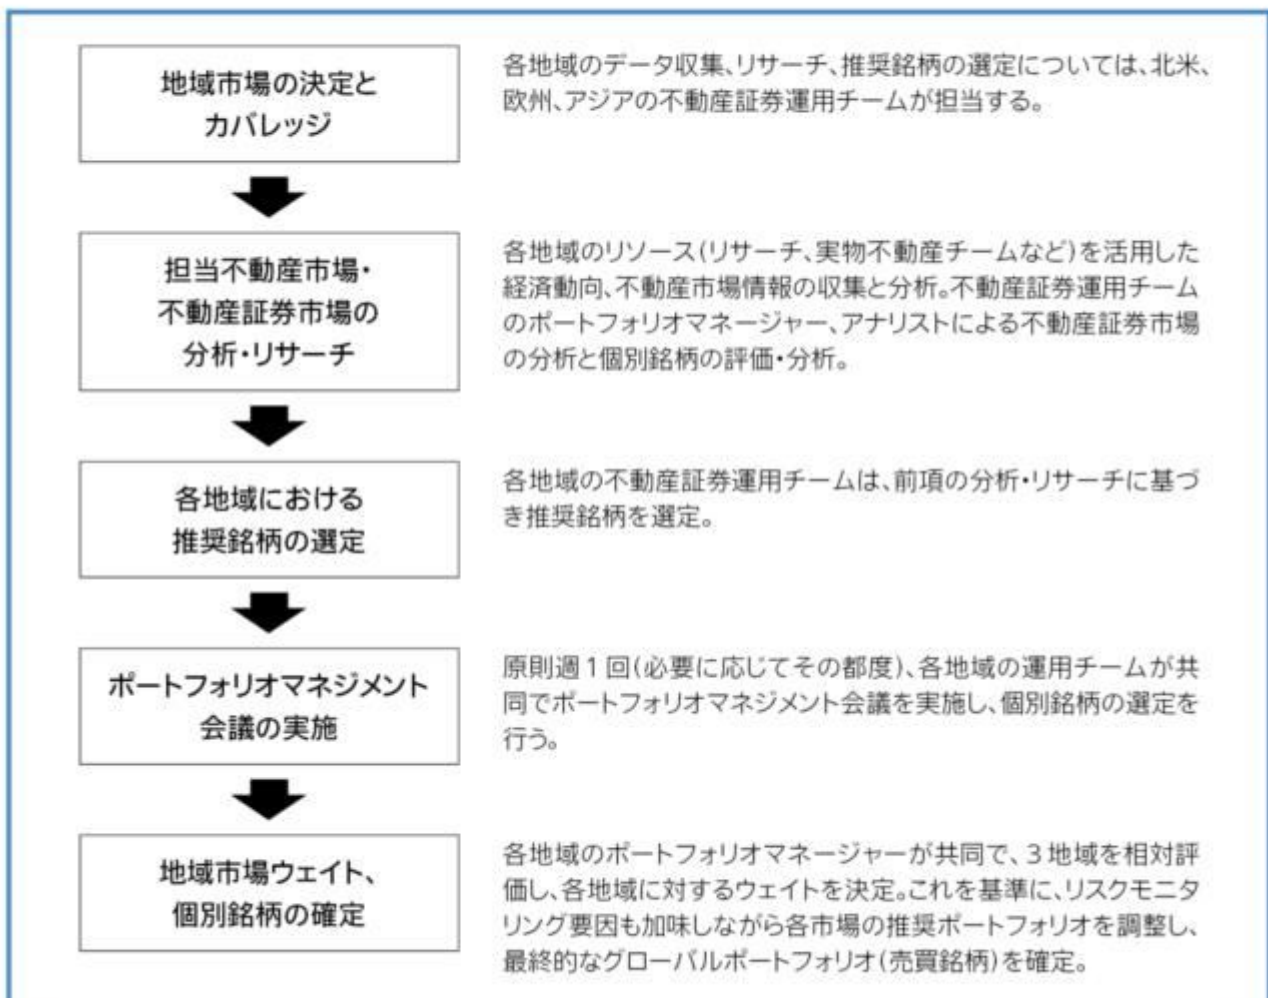 地域市場の決定と
カバレッジ
各地域のデータ収集、リサーチ、推奨銘柄の選定については、北米、
欧州、アジアの不動産証券運用チームが担当する。
担当不動産市場・
不動産証券市場の
分析・リサーチ
各地域のリソース(リサーチ、実物不動産チームなど)を活用した
経済動向、不動産市場情報の収集と分析。不動産証券運用チーム
のポートフォリオマネージャー、アナリストによる不動産証券市場
の分析と個別銘柄の評価・分析。
各地域における
推奨銘柄の選定
各地域の不動産証券運用チームは、前項の分析・リサーチに基づ
き推奨銘柄を選定。
ポートフォリオマネジメント
会議の実施
原則週1回(必要に応じてその都度)、各地域の運用チームが共
同でポートフォリオマネジメント会議を実施し、個別銘柄の選定を
行う。
地域市場ウェイト、
個別銘柄の確定
各地域のポートフォリオマネージャーが共同で、3地域を相対評
価し、各地域に対するウェイトを決定。これを基準に、リスクモニタ
リング要因も加味しながら各市場の推奨ポートフォリオを調整し、
最終的なグローバルポートフォリオ(売買銘柄)を確定。